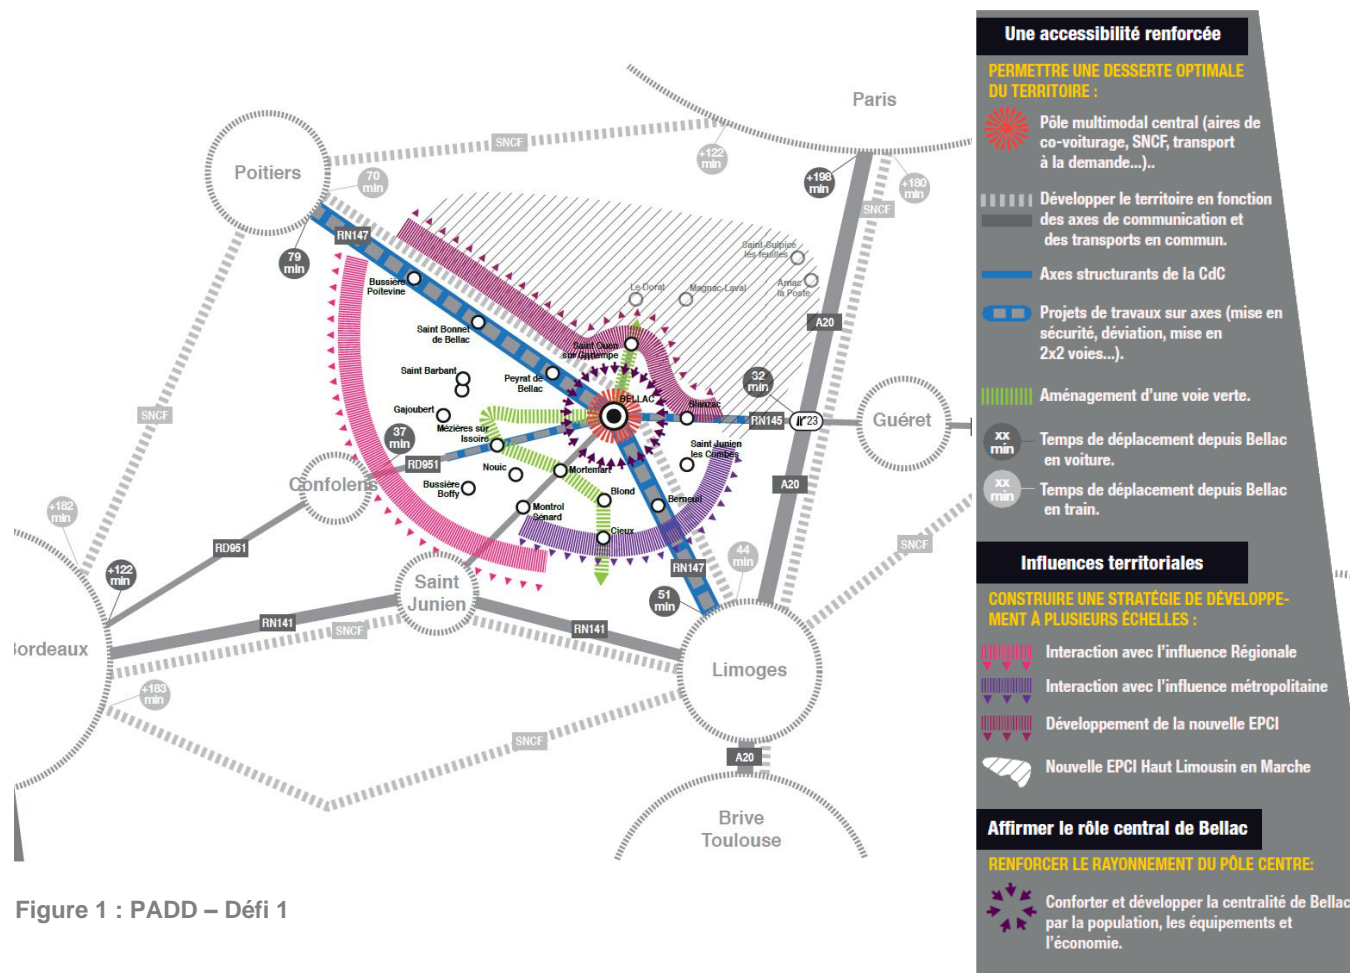 Paris
SNCF
+122
min
Poitiers
70
min
+198
min
+180
min
SNCF
RN147
79
min
Saint-Sulpice
les feuilles
Bussière
Poitevine
Le Dorat
Magnac-Laval
Arnac
la Poste
A20
Saint Bonnet
de Bellac
Saint Ouen
sur Gartempe
Saint Barbant
Peyrat de
Bellac
32
min
BELLAC
Blanzac
SNCF
Gajoubert
RN145
23
Guéret
Mézières sur
Issoire
37
min
Saint Junien
les Combes
RD951
Nouic
Mortemart
Confolens
Bussière
Boffy
A20
Blond
Berneuil
+182
min
Montrol
Sénard
Cieux
RD951
SNCF
44
min
RN147
+122
min
Saint
Junien
51
min
RN141
SNCF
RN141
Bordeaux
Limoges
+183
min
SNCF
A20
Brive
Toulouse
Figure 1 : PADD – Défi 1
Une accessibilité renforcée
PERMETTRE UNE DESSERTE OPTIMALE
DU TERRITOIRE :
Pôle multimodal central (aires de
co-voiturage, SNCF, transport
à la demande...)..
Développer le territoire en fonction
des axes de communication et
des transports en commun.
Axes structurants de la CdC
Projets de travaux sur axes (mise en
sécurité, déviation, mise en
2x2 voies...).
Aménagement d'une voie verte.
xx
min
Temps de déplacement depuis Bellac
en voiture.
xx
min
Temps de déplacement depuis Bellac
en train.
Influences territoriales
CONSTRUIRE UNE STRATÉGIE DE DÉVELOPPE-
MENT À PLUSIEURS ÉCHELLES :
Interaction avec l'influence Régionale
Interaction avec l'influence métropolitaine
Développement de la nouvelle EPCI
Nouvelle EPCI Haut Limousin en Marche
Affirmer le rôle central de Bellac
RENFORCER LE RAYONNEMENT DU PÔLE CENTRE:
Conforter et développer la centralité de Bellac
par la population, les équipements et
l'économie.